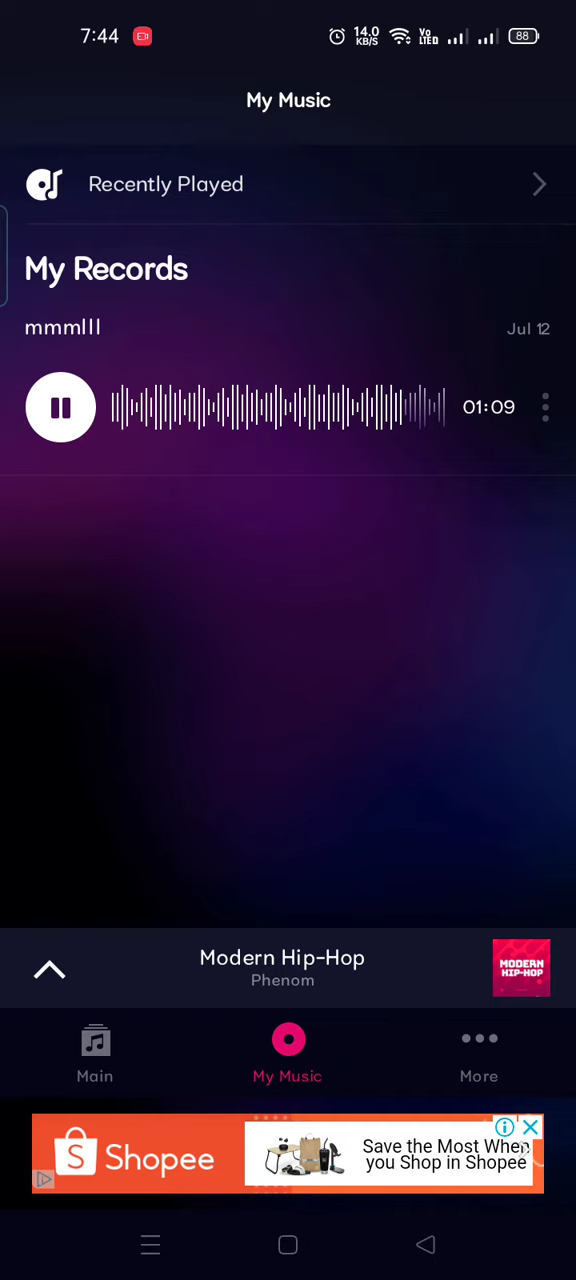 7:44
14.0
KB/S
Vo
LTED
88
My Music
Recently Played
My Records
mmmlll
Jul 12
01:09
Modern Hip-Hop
Phenom
MODERN
HIP-HOP
Main
My Music
More
S Shopee
Save the Most When
you Shop in Shopee